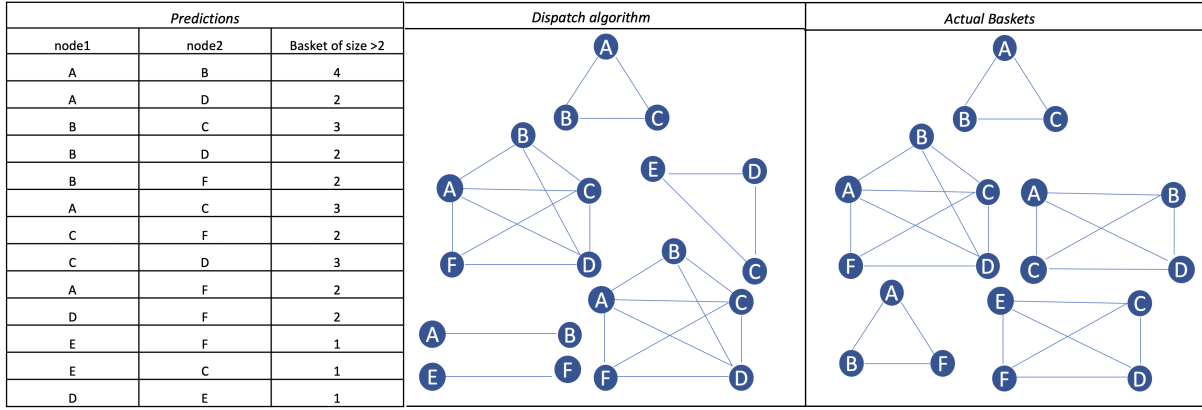 Predictions
node1 node2 Basket of size >2
A B 4
A D 2
B C 3
B D 2
B F 2
A C 3
C F 2
C D 3
A F 2
D F 2
E F 1
E C 1
D E 1
Dispatch algorithm
A
B C
B
A C
F D
E D
C
B
A C
F D
A B
E F
Actual Baskets
A
B C
B
A C
F D
A B
C D
A
B F
E C
F D